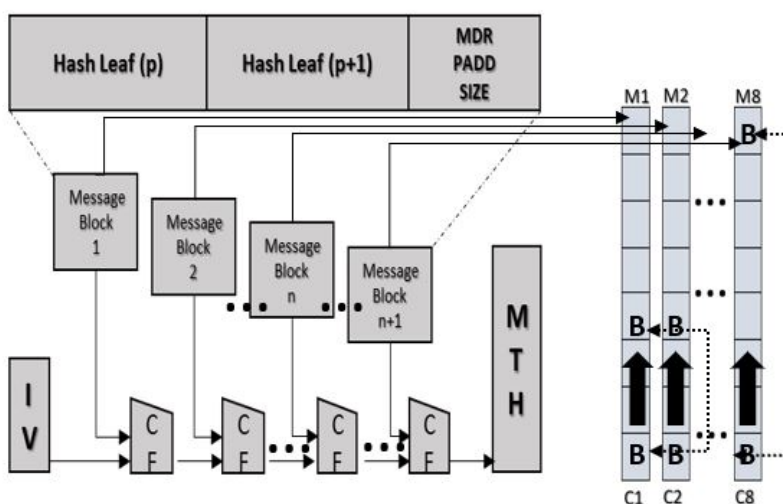 Hash Leaf (p)
Hash Leaf (p+1)
MDR
PADD
SIZE
M1
M2
M8
B
Message
Block
1
Message
Block
2
Message
Block
n
Message
Block
n+1
B
B
I
V
C
F
C
F
C
F
C
F
M
T
H
B
B
B
C1
C2
C8